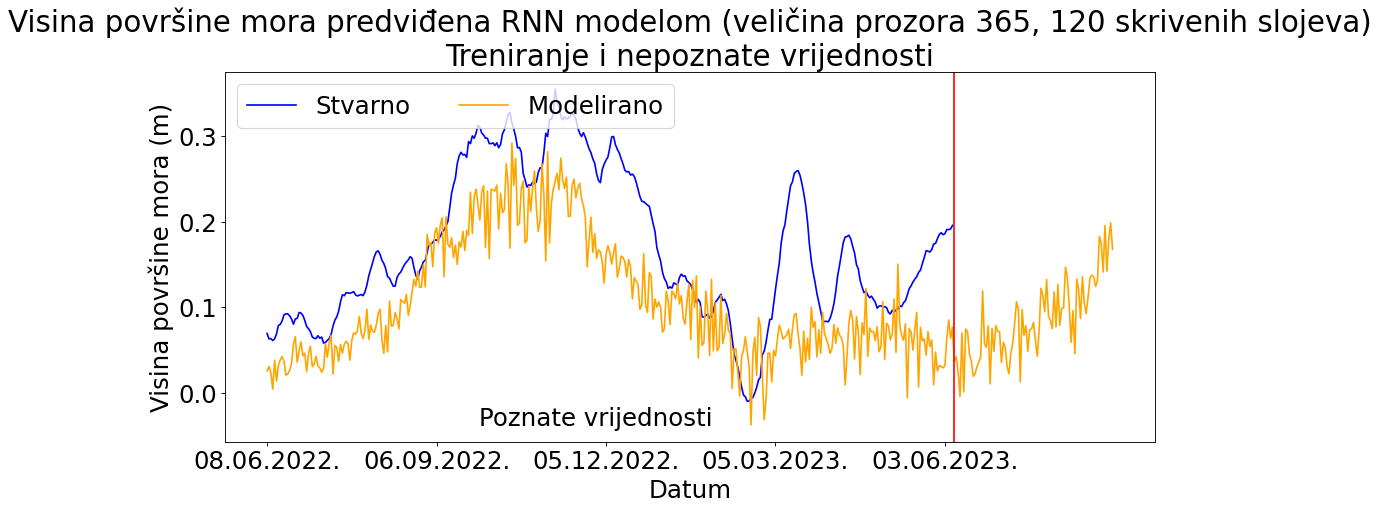 Visina površine mora predviđena RNN modelom (veličina prozora 365, 120 skrivenih slojeva)
Treniranje i nepoznate vrijednosti
Stvarno
Modelirano
Visina površine mora (m)
0.3
0.2
0.1
0.0
Poznate vrijednosti
08.06.2022.
06.09.2022.
05.12.2022.
05.03.2023.
03.06.2023.
Datum